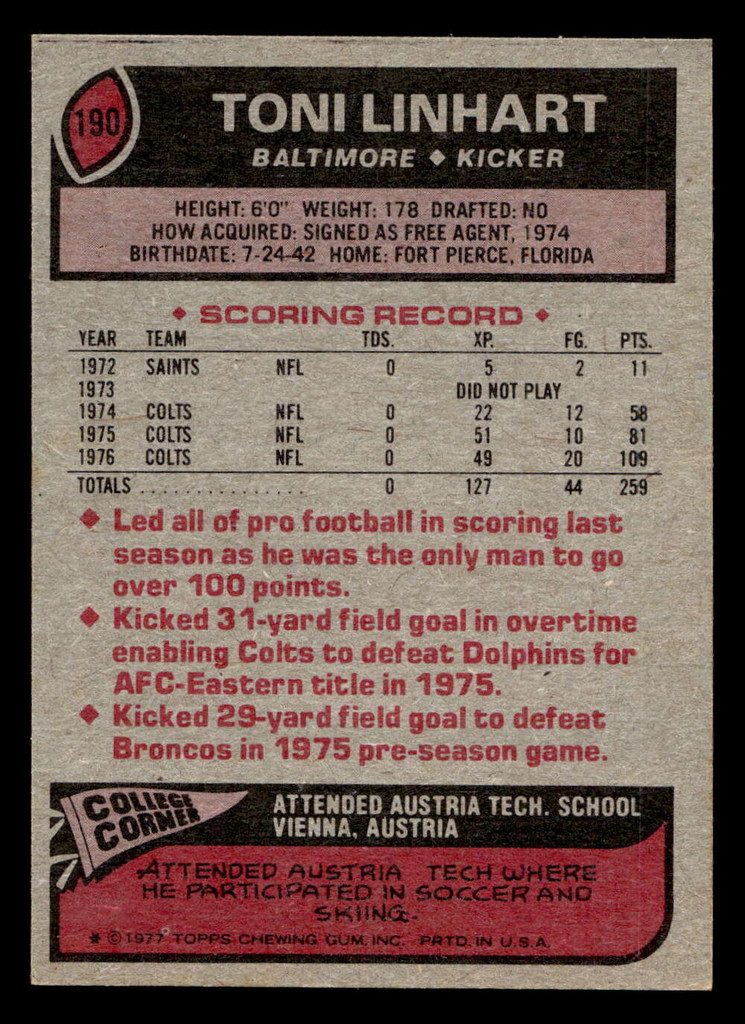 190
TONI LINHART
BALTIMORE ◆ KICKER
HEIGHT: 6'0" WEIGHT: 178 DRAFTED: NO
HOW ACQUIRED: SIGNED AS FREE AGENT, 1974
BIRTHDATE: 7-24-42 HOME: FORT PIERCE, FLORIDA
◆ SCORING RECORD ◆
YEAR TEAM TDS. XP. FG. PTS.
1972 SAINTS NFL 0 5 2 11
1973 DID NOT PLAY
1974 COLTS NFL 0 22 12 58
1975 COLTS NFL 0 51 10 81
1976 COLTS NFL 0 49 20 109
TOTALS ................ 0 127 44 259
◆ Led all of pro football in scoring last
season as he was the only man to go
over 100 points.
◆ Kicked 31-yard field goal in overtime
enabling Colts to defeat Dolphins for
AFC-Eastern title in 1975.
◆ Kicked 29-yard field goal to defeat
Broncos in 1975 pre-season game.
COLLEGE
CORNER
ATTENDED AUSTRIA TECH. SCHOOL
VIENNA, AUSTRIA
ATTENDED AUSTRIA TECH WHERE
HE PARTICIPATED IN SOCCER AND
SKIING.
* © 1977 TOPPS CHEWING GUM, INC. PRTD. IN U.S.A.